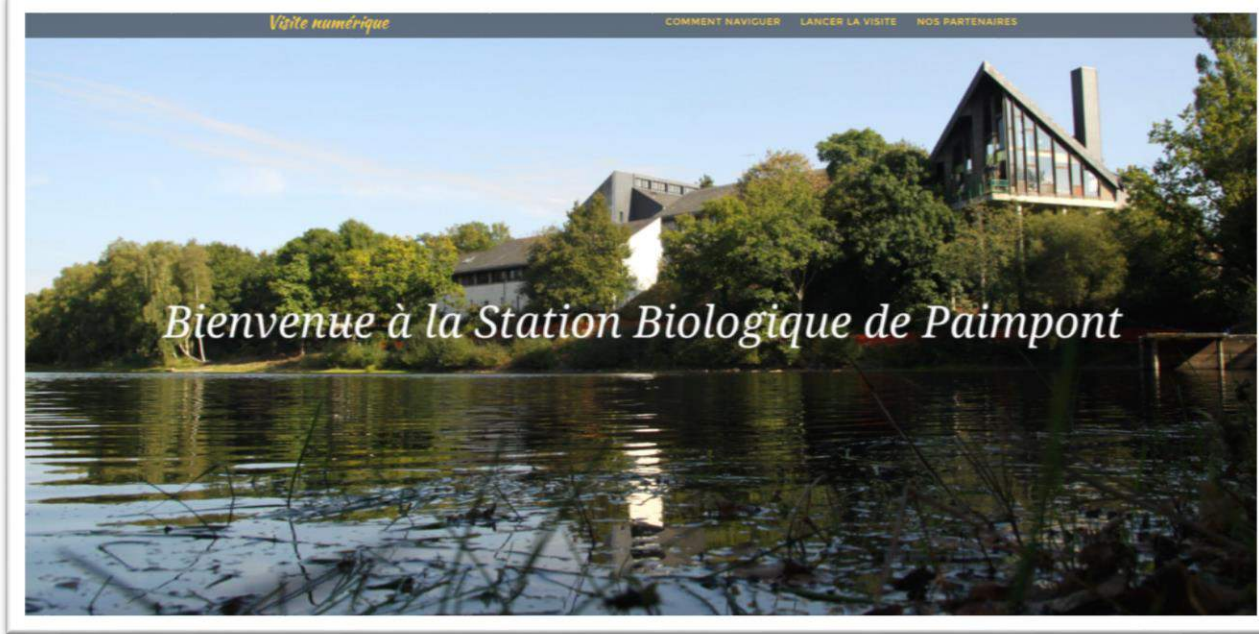 Visite numérique
COMMENT NAVIGUER LANCER LA VISITE NOS PARTENAIRES
Bienvenue à la Station Biologique de Paimpont